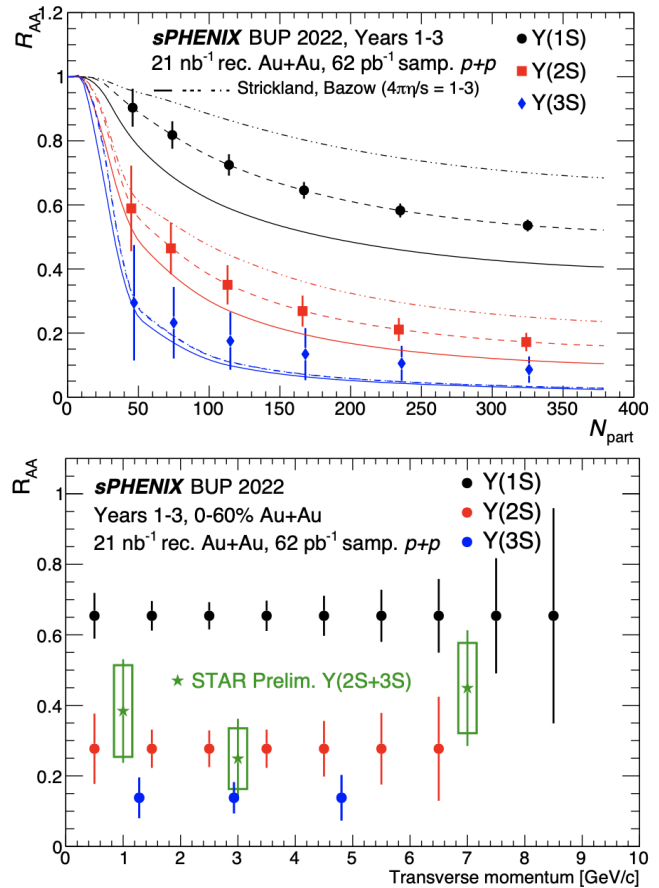 R_AA
1.2
1
0.8
0.6
0.4
0.2
0
sPHENIX BUP 2022, Years 1-3
21 nb⁻¹ rec. Au+Au, 62 pb⁻¹ samp. p+p
Strickland, Bazow (4πη/s = 1-3)
Υ(1S)
Υ(2S)
Υ(3S)
0 50 100 150 200 250 300 350 400
N_part
R_AA
1
0.8
0.6
0.4
0.2
0
sPHENIX BUP 2022
Years 1-3, 0-60% Au+Au
21 nb⁻¹ rec. Au+Au, 62 pb⁻¹ samp. p+p
Υ(1S)
Υ(2S)
Υ(3S)
STAR Prelim. Υ(2S+3S)
0 1 2 3 4 5 6 7 8 9 10
Transverse momentum [GeV/c]